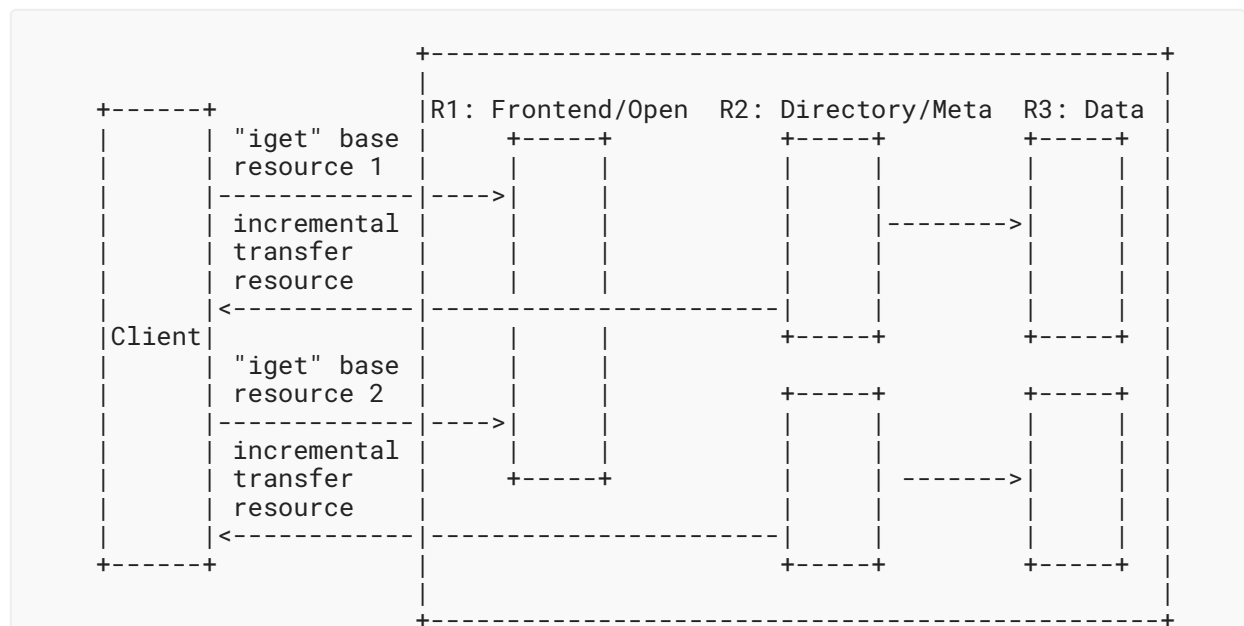 R1: Frontend/Open R2: Directory/Meta R3: Data
"iget" base
resource 1
incremental
transfer
resource
Client
"iget" base
resource 2
incremental
transfer
resource